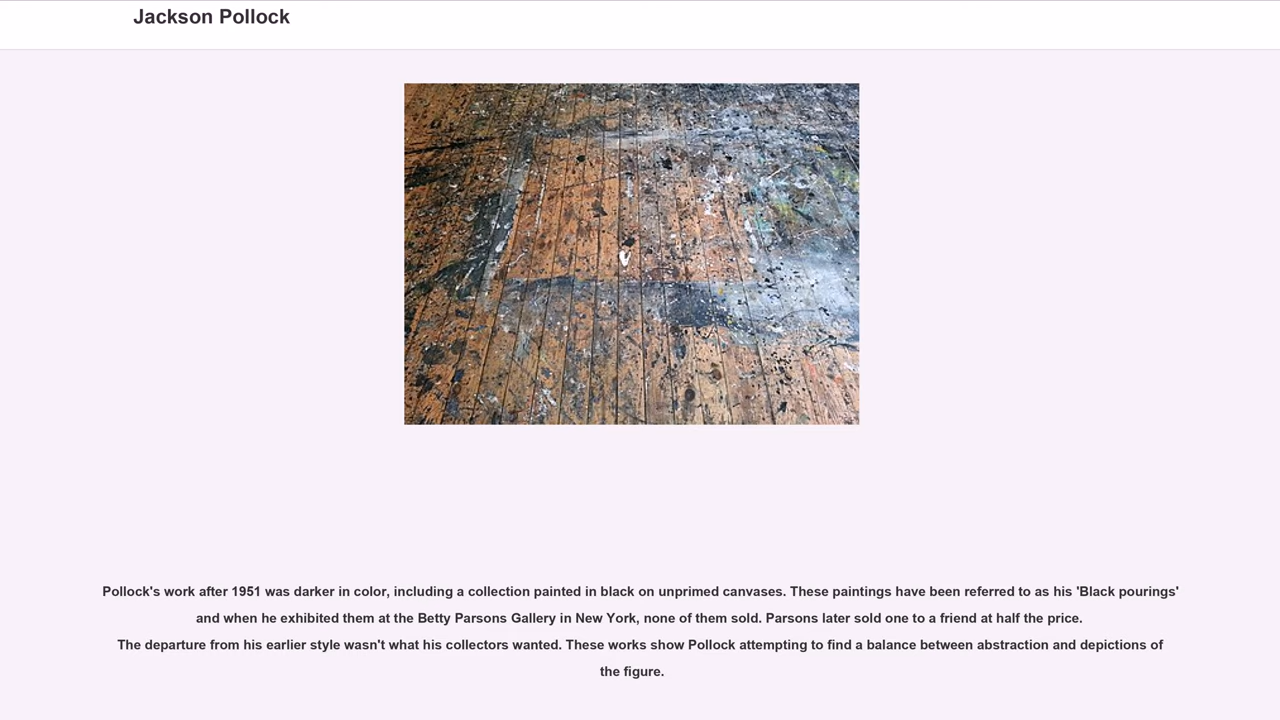 Jackson Pollock
Pollock's work after 1951 was darker in color, including a collection painted in black on unprimed canvases. These paintings have been referred to as his 'Black pourings'
and when he exhibited them at the Betty Parsons Gallery in New York, none of them sold. Parsons later sold one to a friend at half the price.
The departure from his earlier style wasn't what his collectors wanted. These works show Pollock attempting to find a balance between abstraction and depictions of
the figure.